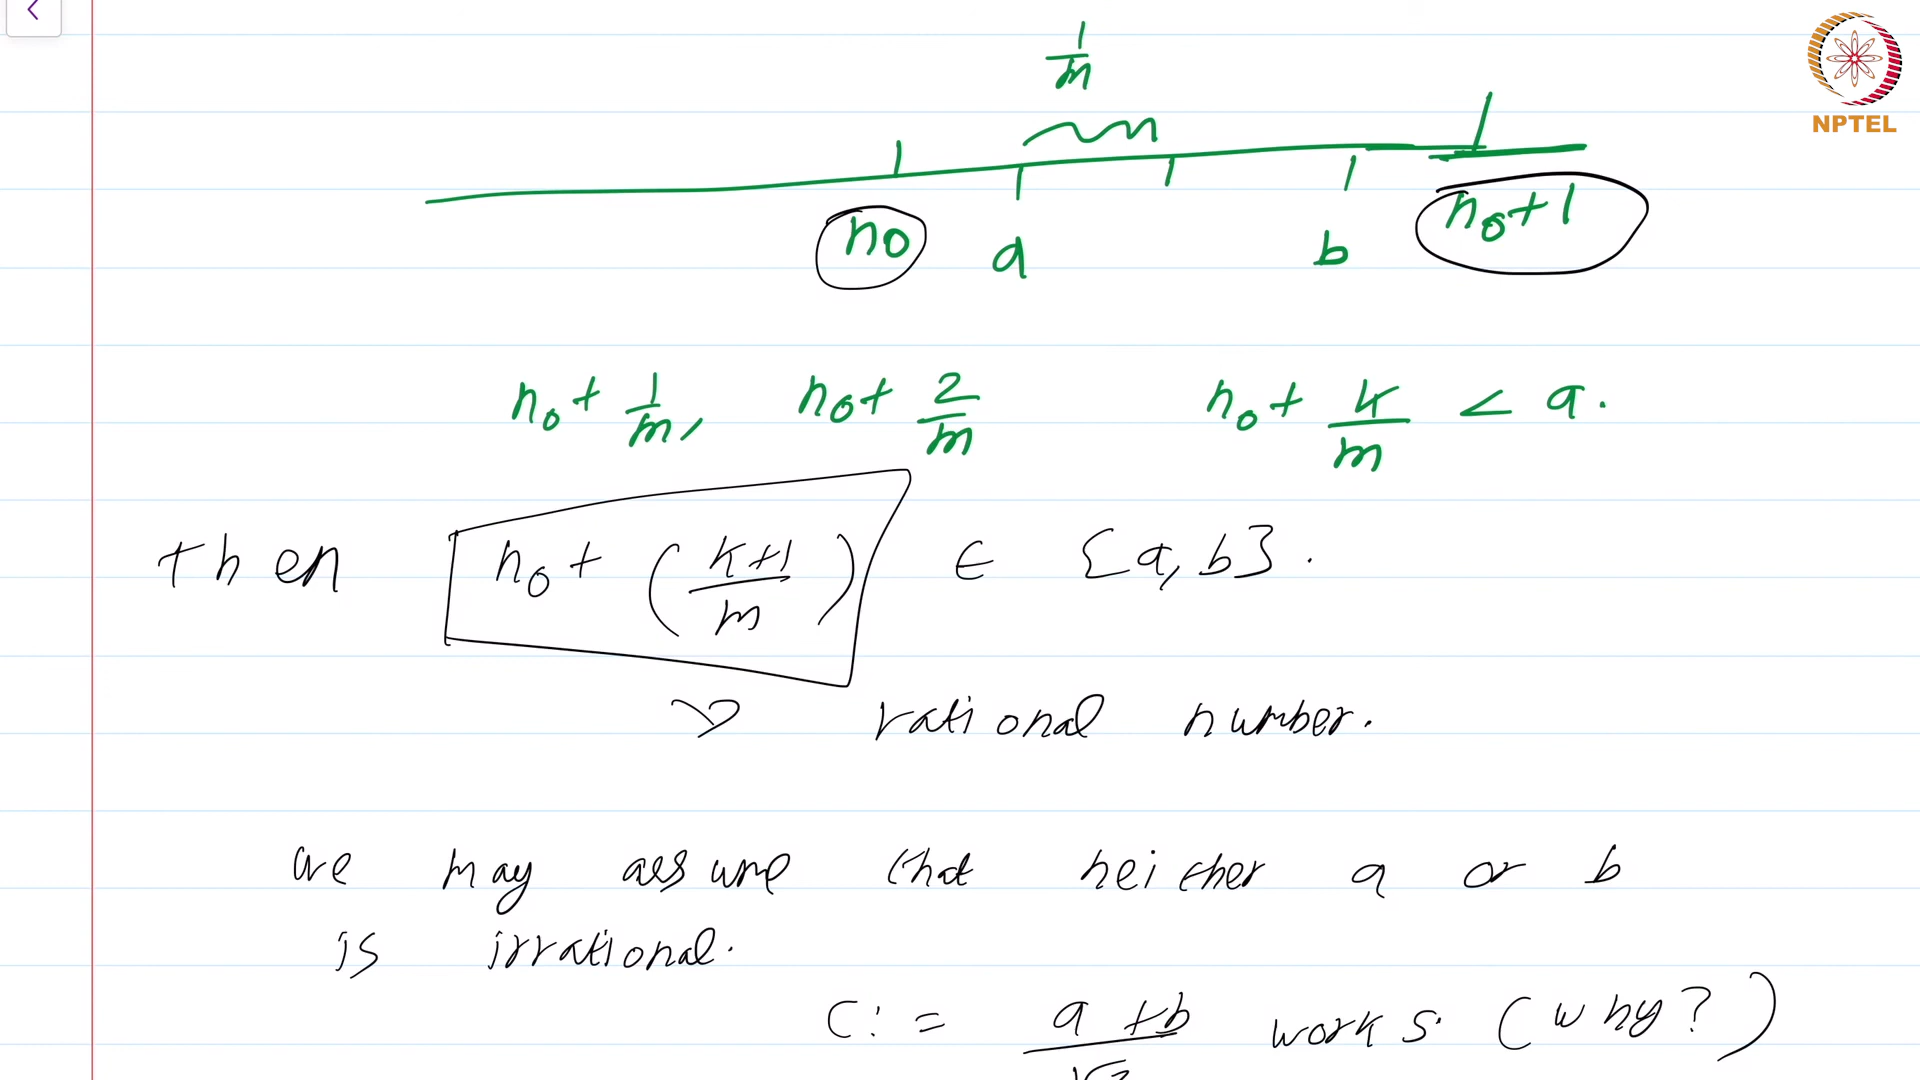 1/m
NPTEL
n₀ a b n₀+1
n₀ + 1/m, n₀ + 2/m n₀ + k/m < a.
then n₀ + (k+1/m) ∈ {a, b}.
rational number.
we may assume that neither a or b
is irrational.
C := a+b works. (why?)